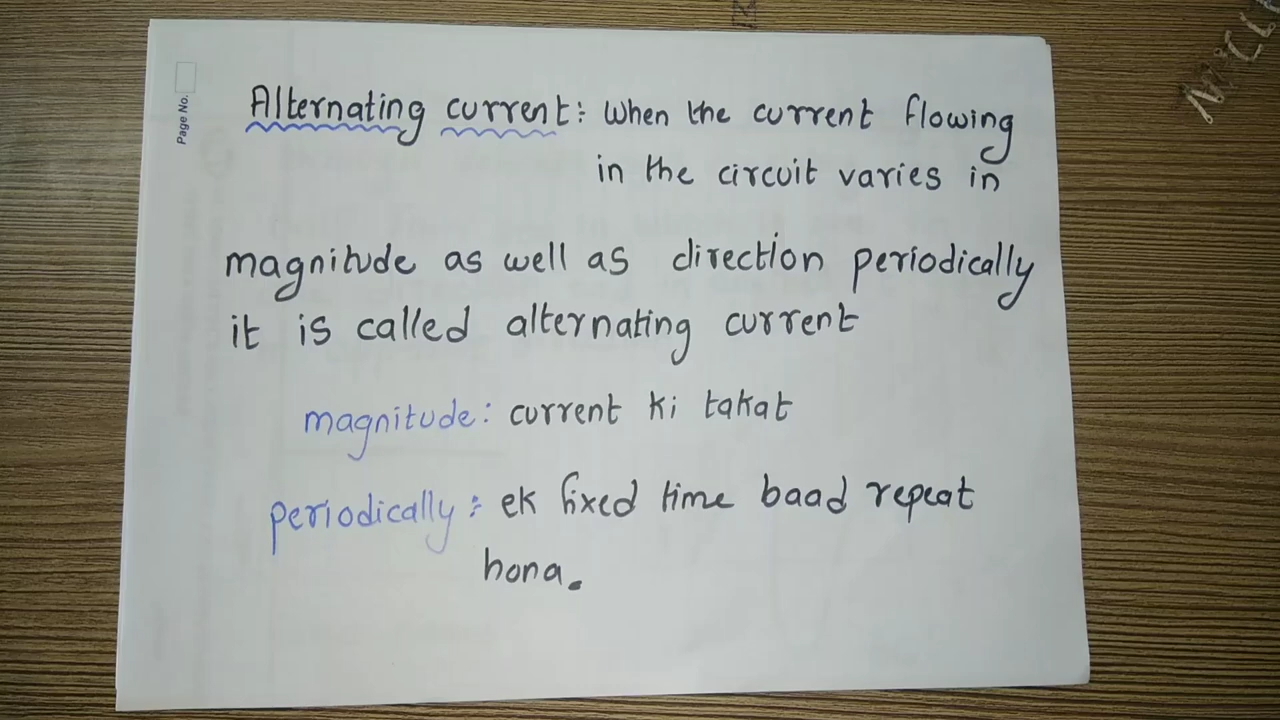 Page No.
Alternating current: When the current flowing
in the circuit varies in
magnitude as well as direction periodically
it is called alternating current
magnitude: current ki takat
periodically: ek fixed time baad repeat
hona.